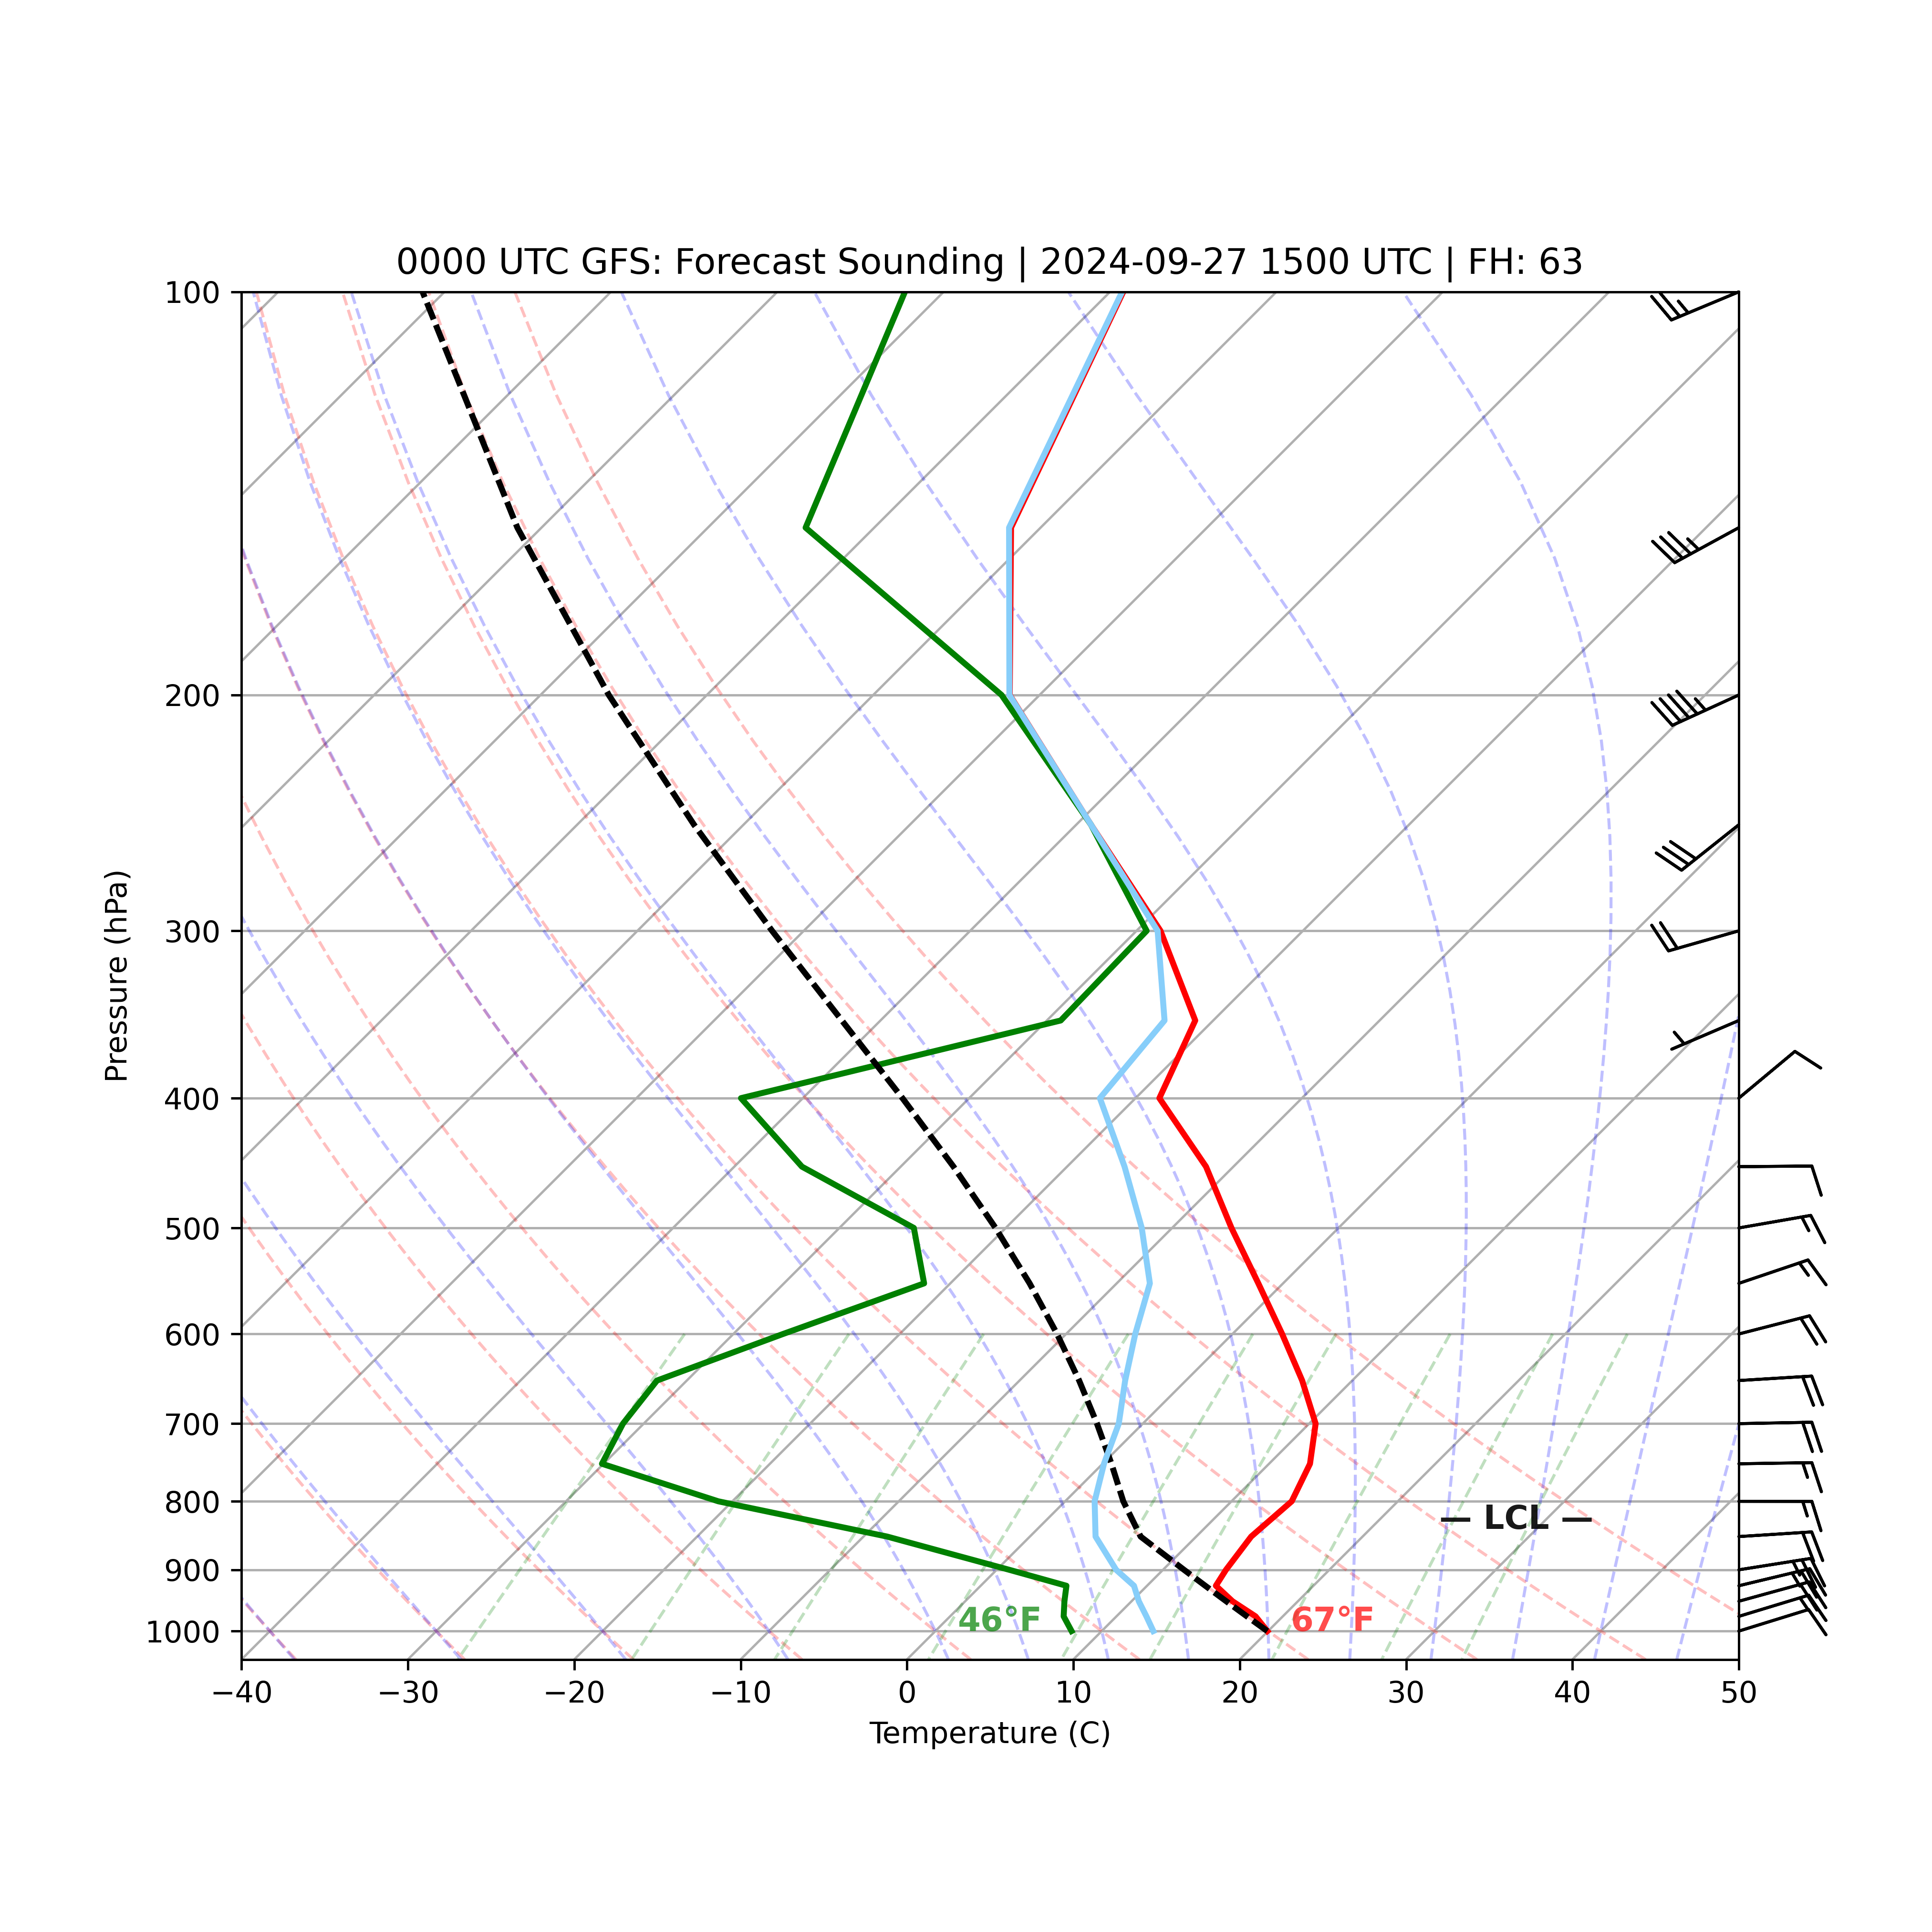 0000 UTC GFS: Forecast Sounding | 2024-09-27 1500 UTC | FH: 63
100
200
300
400
500
600
700
800
900
1000
Pressure (hPa)
— LCL —
46°F
67°F
−40 −30 −20 −10 0 10 20 30 40 50
Temperature (C)